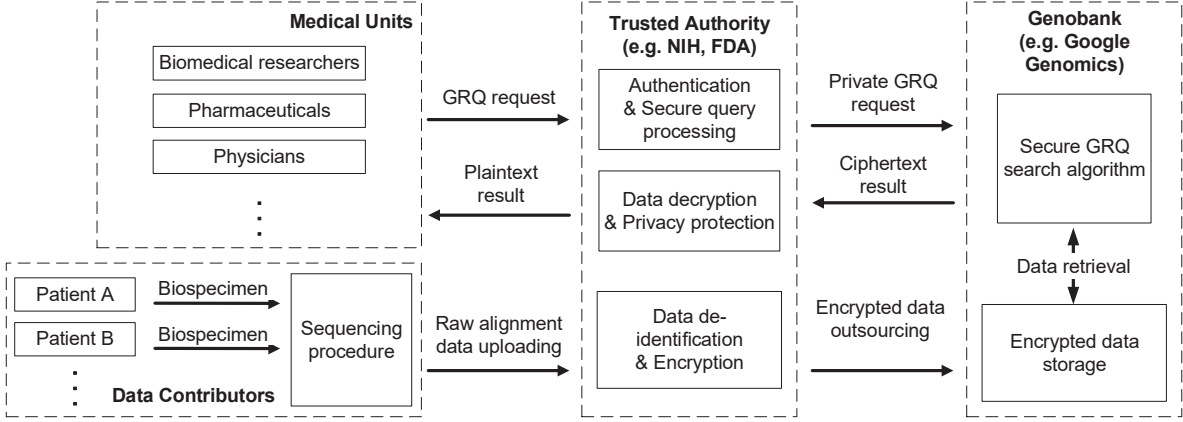 Medical Units
Biomedical researchers
Pharmaceuticals
Physicians
GRQ request
Plaintext
result
Trusted Authority
(e.g. NIH, FDA)
Authentication
& Secure query
processing
Data decryption
& Privacy protection
Private GRQ
request
Ciphertext
result
Genobank
(e.g. Google
Genomics)
Secure GRQ
search algorithm
Data retrieval
Encrypted data
storage
Patient A
Biospecimen
Patient B
Biospecimen
Sequencing
procedure
Data Contributors
Raw alignment
data uploading
Data de-
identification
& Encryption
Encrypted data
outsourcing